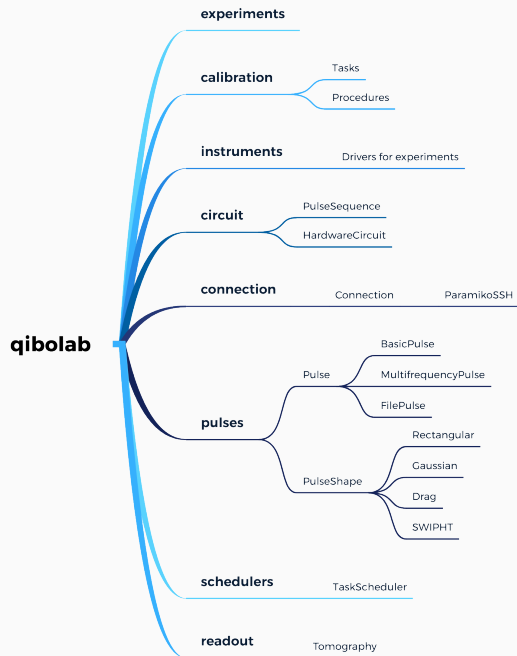 experiments
calibration
Tasks
Procedures
instruments
Drivers for experiments
circuit
PulseSequence
HardwareCircuit
connection
Connection
ParamikoSSH
qibolab
pulses
Pulse
BasicPulse
MultifrequencyPulse
FilePulse
PulseShape
Rectangular
Gaussian
Drag
SWIPHT
schedulers
TaskScheduler
readout
Tomography